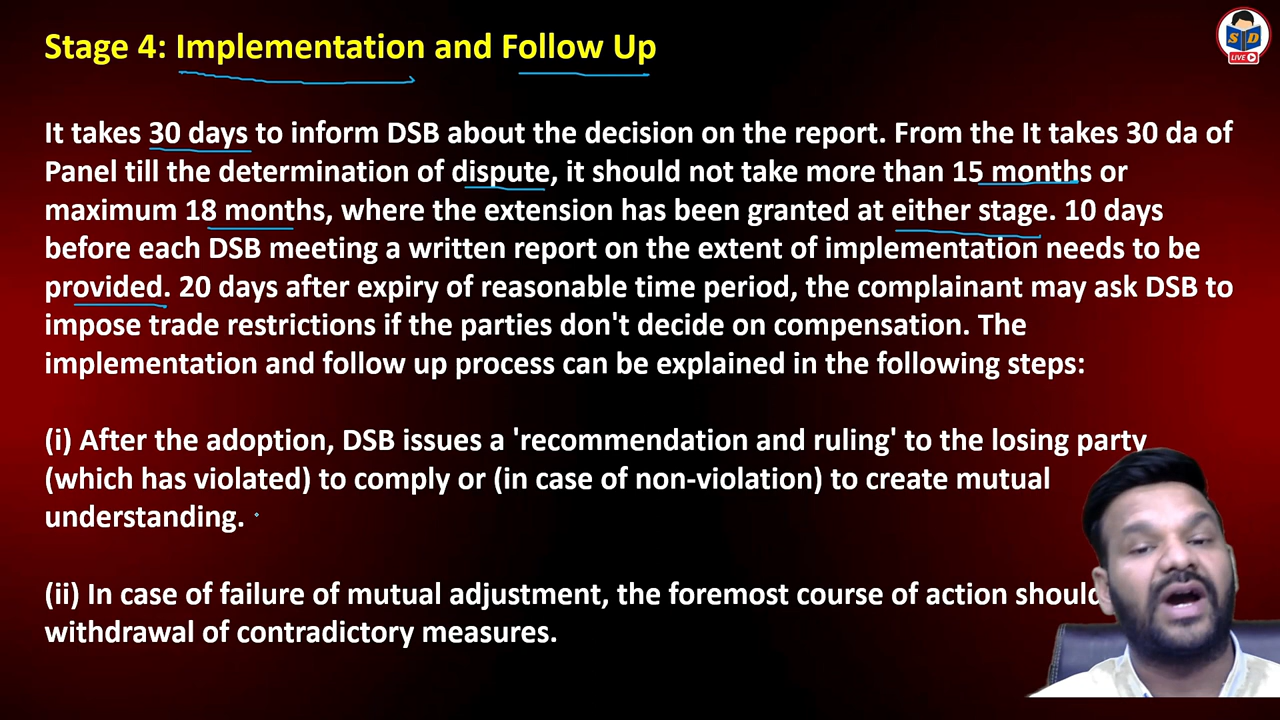 Stage 4: Implementation and Follow Up
S D
LIVE
It takes 30 days to inform DSB about the decision on the report. From the It takes 30 da of
Panel till the determination of dispute, it should not take more than 15 months or
maximum 18 months, where the extension has been granted at either stage. 10 days
before each DSB meeting a written report on the extent of implementation needs to be
provided. 20 days after expiry of reasonable time period, the complainant may ask DSB to
impose trade restrictions if the parties don't decide on compensation. The
implementation and follow up process can be explained in the following steps:
(i) After the adoption, DSB issues a 'recommendation and ruling' to the losing party
(which has violated) to comply or (in case of non-violation) to create mutual
understanding.
(ii) In case of failure of mutual adjustment, the foremost course of action should
withdrawal of contradictory measures.